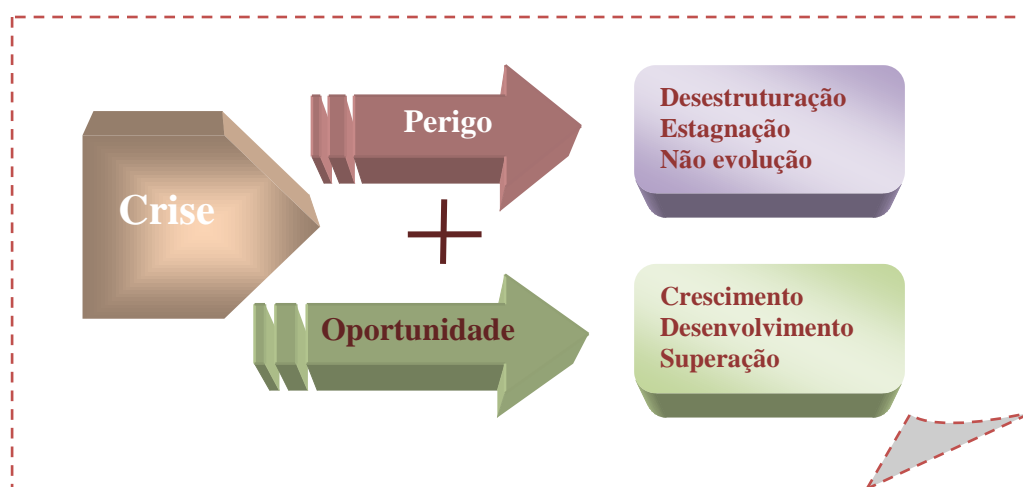 Crise
Perigo
Desestruturação
Estagnação
Não evolução
Oportunidade
Crescimento
Desenvolvimento
Superação